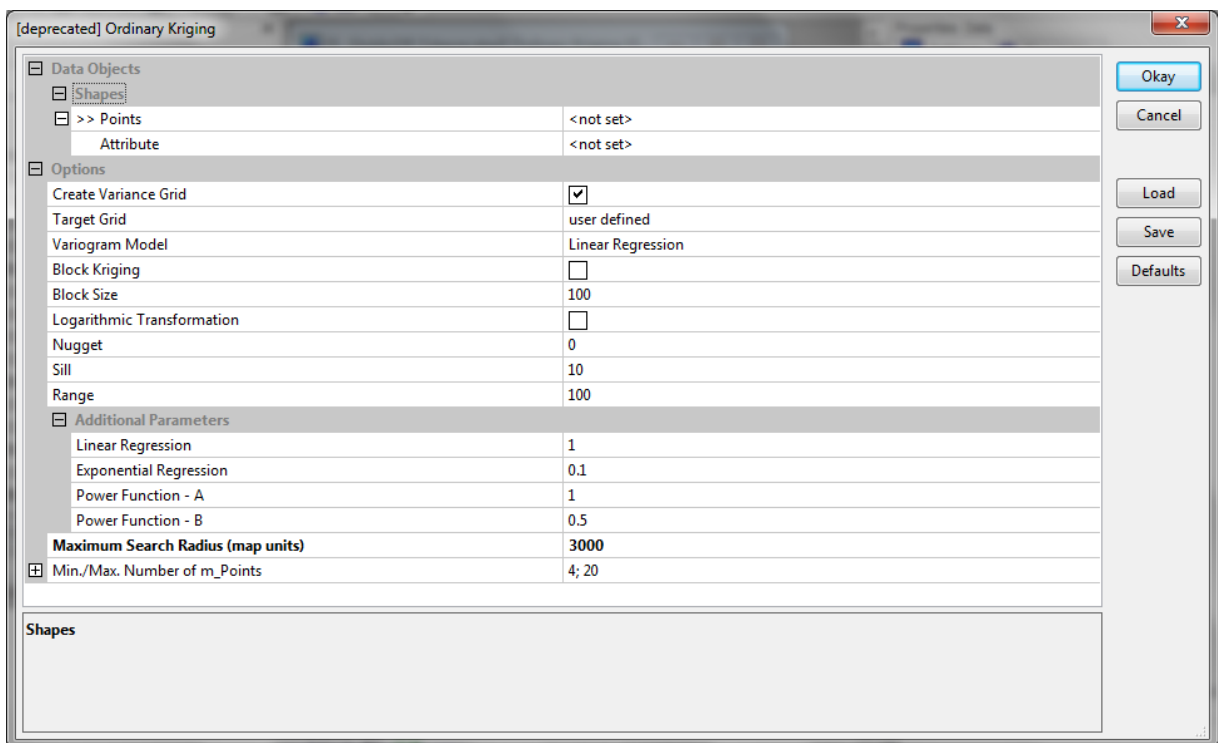 [deprecated] Ordinary Kriging
Data Objects
Shapes
>> Points <not set>
Attribute <not set>
Options
Create Variance Grid
Target Grid user defined
Variogram Model Linear Regression
Block Kriging
Block Size 100
Logarithmic Transformation
Nugget 0
Sill 10
Range 100
Additional Parameters
Linear Regression 1
Exponential Regression 0.1
Power Function - A 1
Power Function - B 0.5
Maximum Search Radius (map units) 3000
Min./Max. Number of m_Points 4; 20
Shapes
Okay
Cancel
Load
Save
Defaults